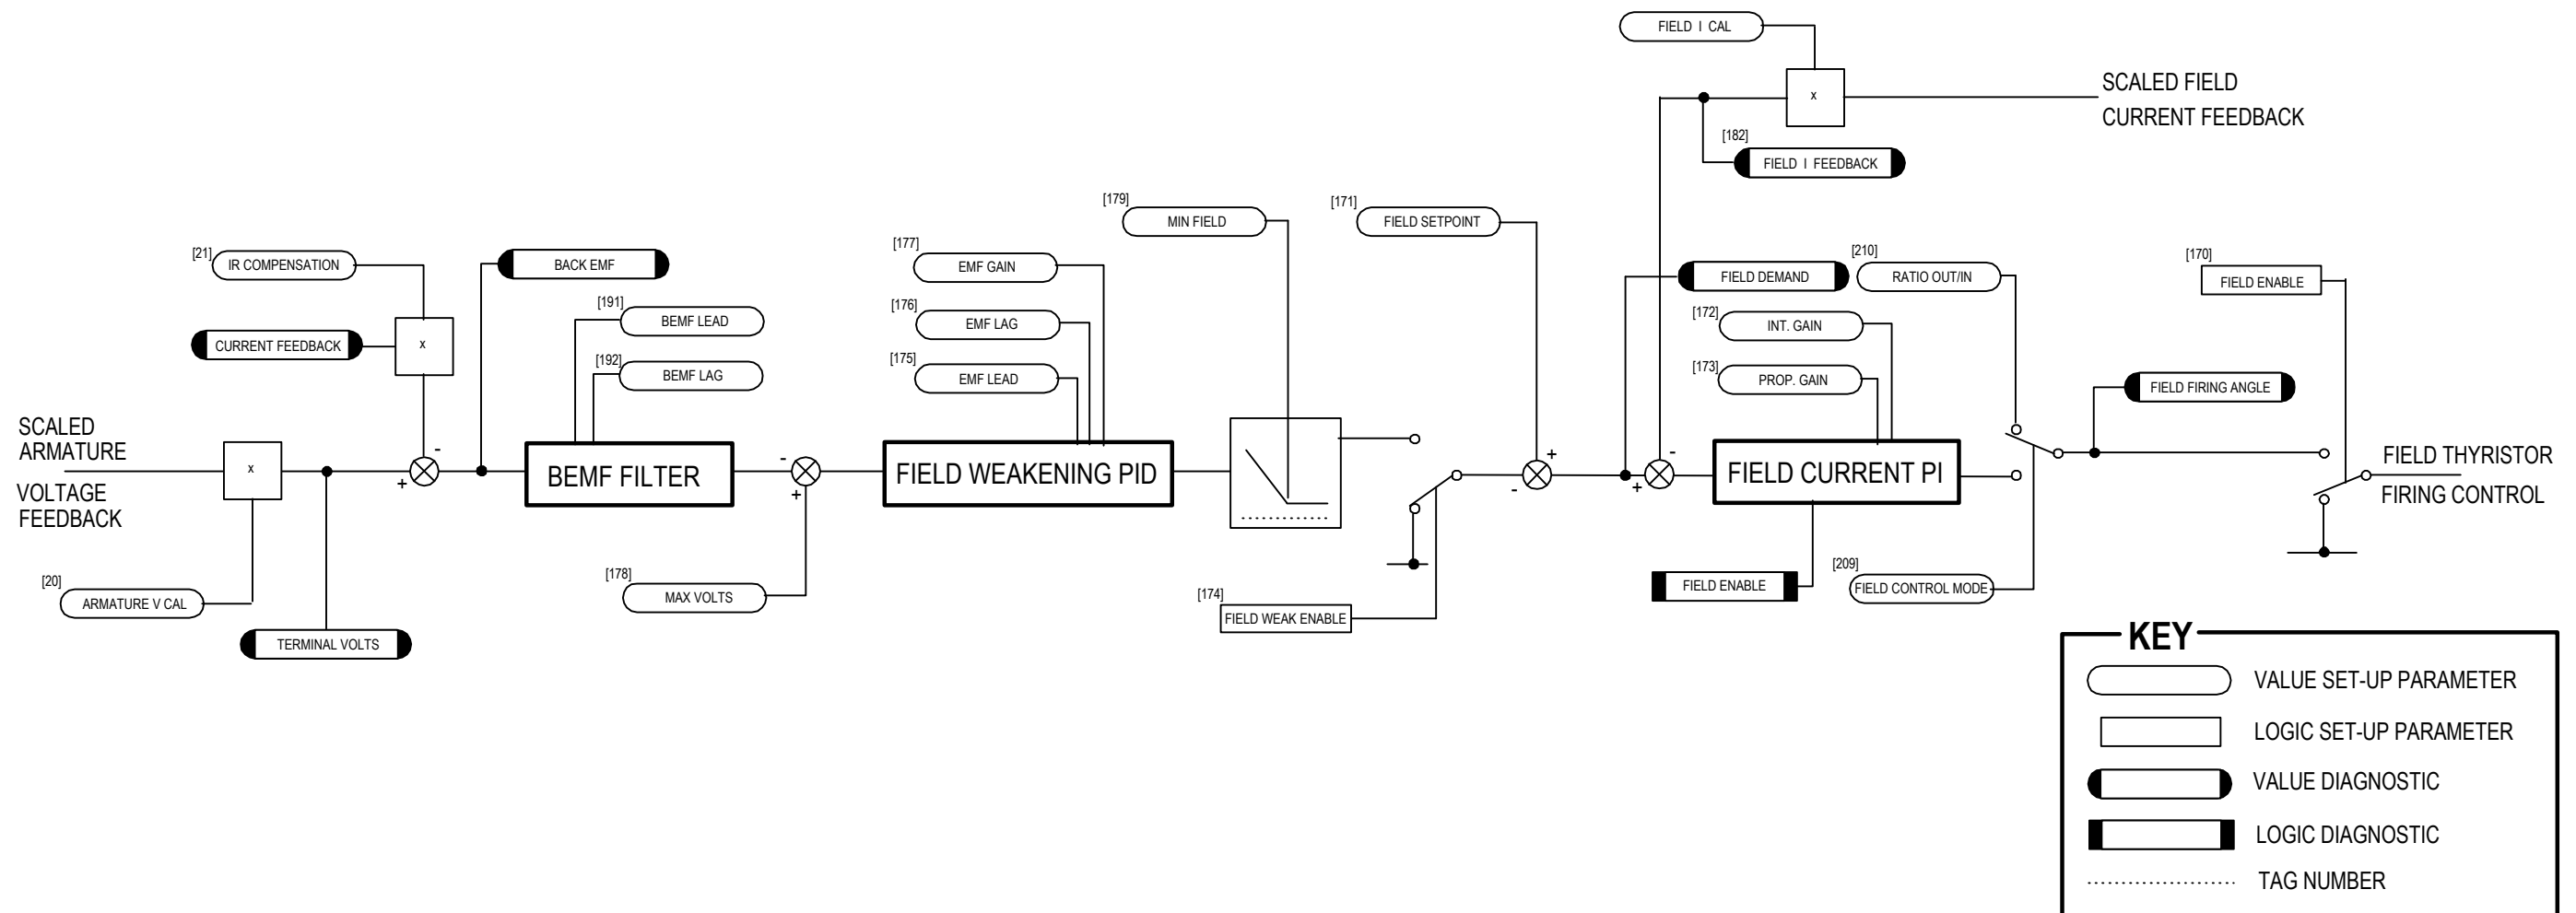 FIELD I CAL
x
SCALED FIELD
CURRENT FEEDBACK
[182]
FIELD I FEEDBACK
[179]
MIN FIELD
[171]
FIELD SETPOINT
[21]
IR COMPENSATION
BACK EMF
[177]
EMF GAIN
FIELD DEMAND
[210]
RATIO OUT/IN
[170]
FIELD ENABLE
[191]
BEMF LEAD
[176]
EMF LAG
[172]
INT. GAIN
CURRENT FEEDBACK
x
[192]
BEMF LAG
[175]
EMF LEAD
[173]
PROP. GAIN
FIELD FIRING ANGLE
SCALED
ARMATURE
VOLTAGE
FEEDBACK
x
-
+
BEMF FILTER
-
+
FIELD WEAKENING PID
+
-
-
+
FIELD CURRENT PI
FIELD THYRISTOR
FIRING CONTROL
[20]
ARMATURE V CAL
TERMINAL VOLTS
[178]
MAX VOLTS
[174]
FIELD WEAK ENABLE
FIELD ENABLE
[209]
FIELD CONTROL MODE
KEY
VALUE SET-UP PARAMETER
LOGIC SET-UP PARAMETER
VALUE DIAGNOSTIC
LOGIC DIAGNOSTIC
TAG NUMBER